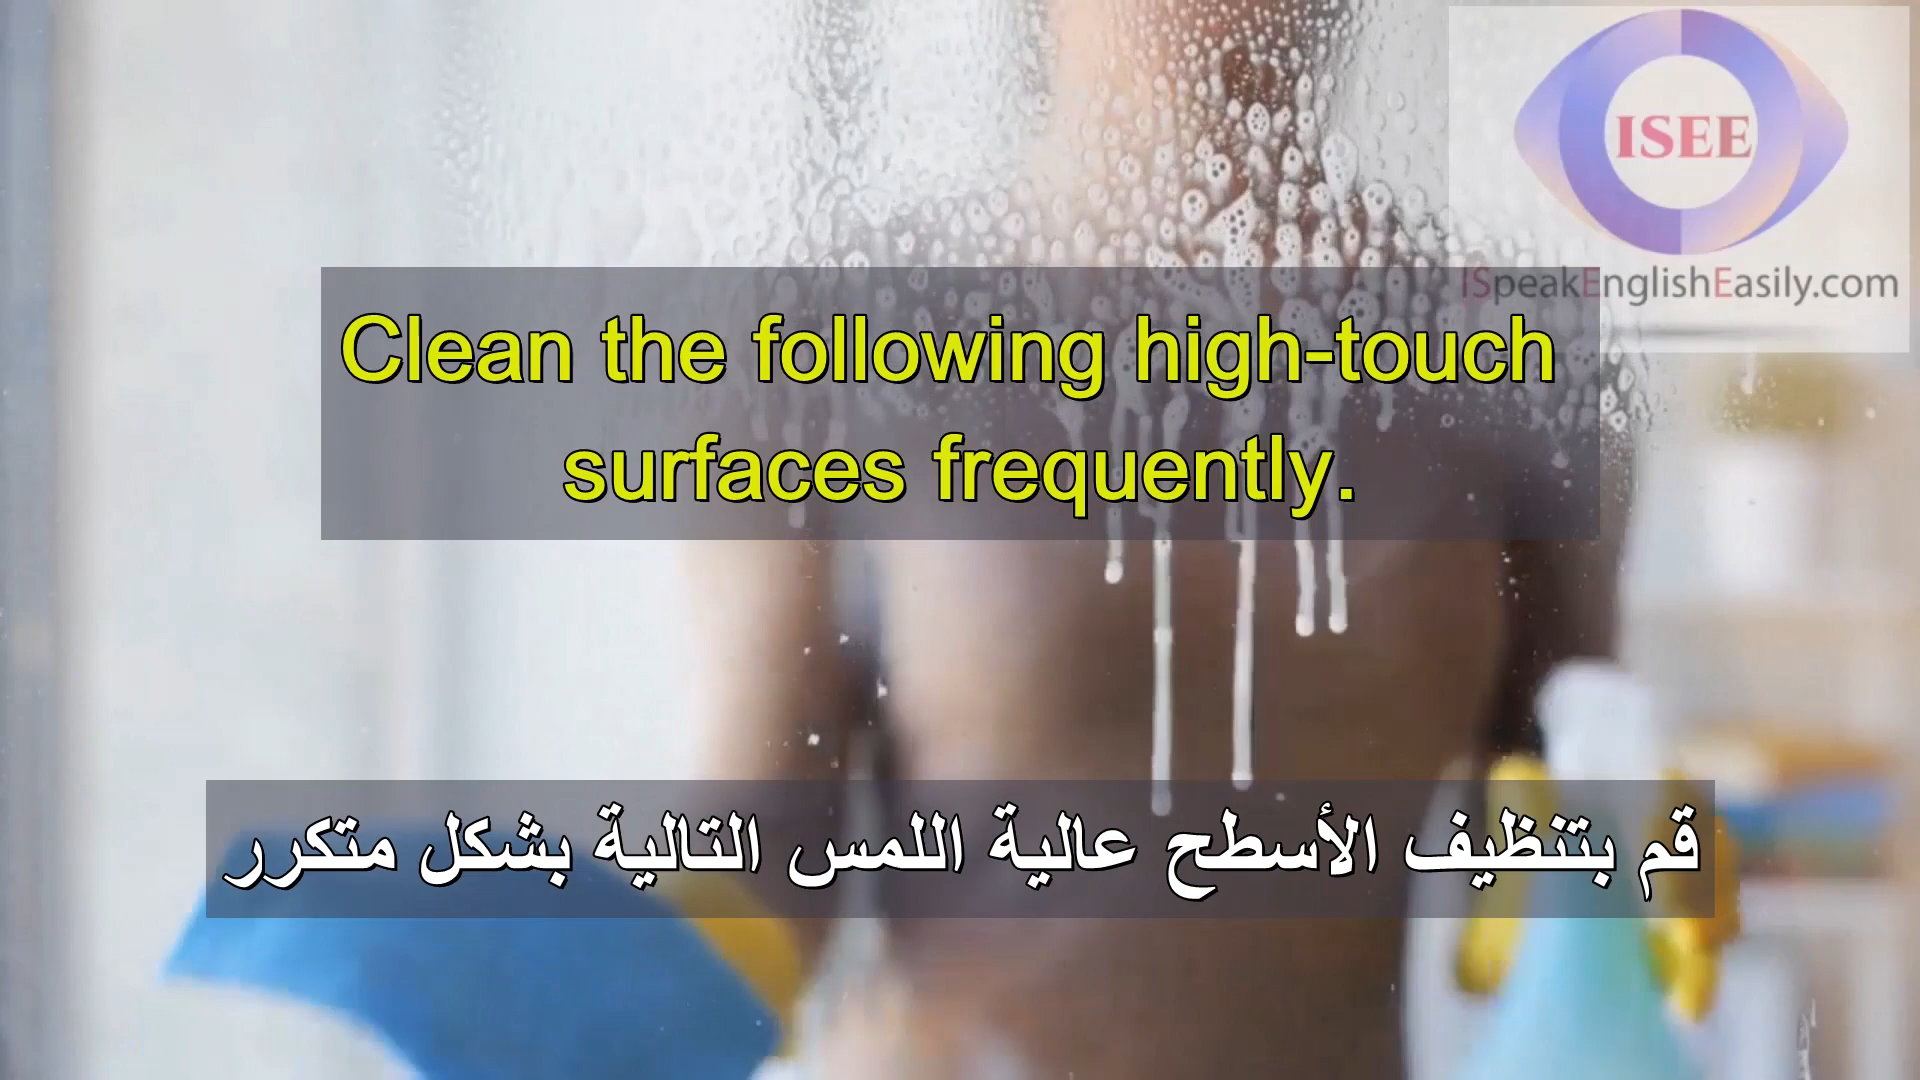 ISEE
ISpeakEnglishEasily.com
Clean the following high-touch
surfaces frequently.
قم بتنظيف الأسطح عالية اللمس التالية بشكل متكرر